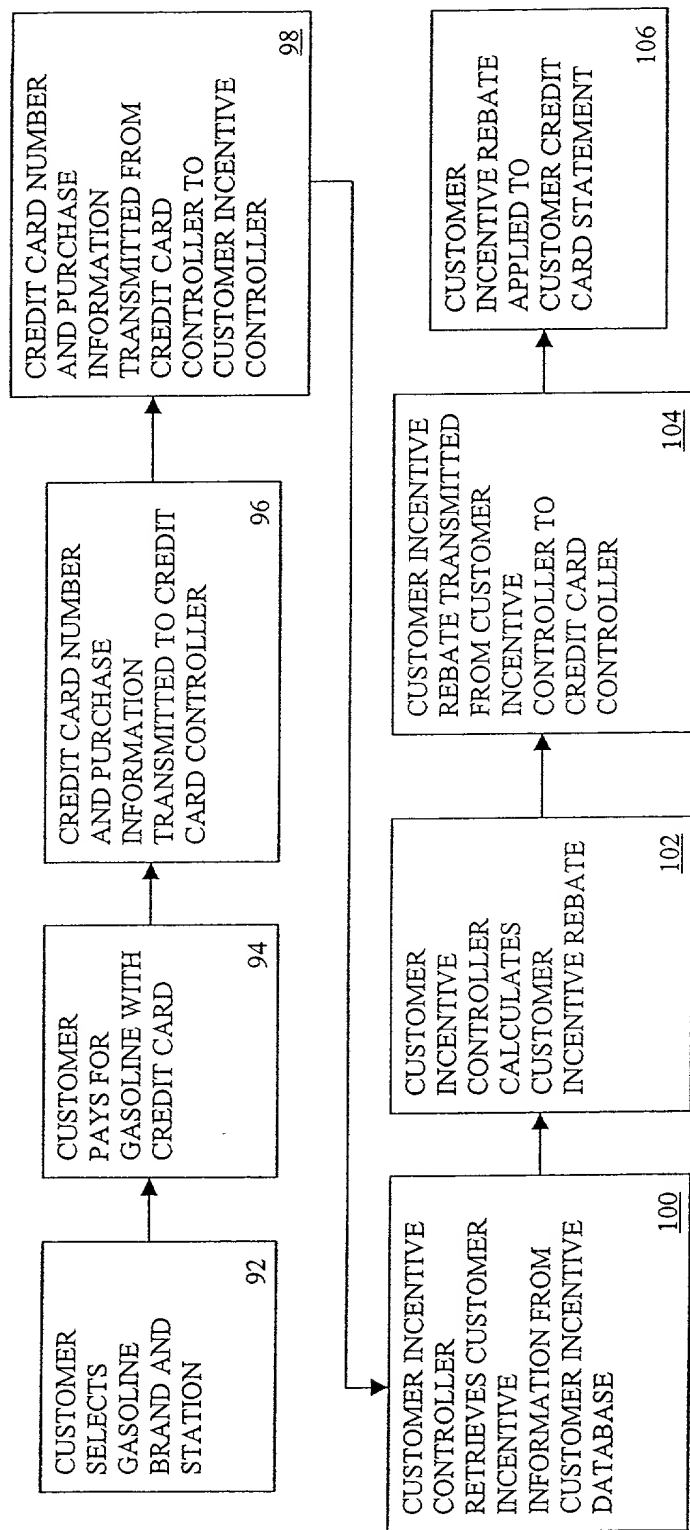 CUSTOMER
SELECTS
GASOLINE
BRAND AND
STATION
92
CUSTOMER
PAYS FOR
GASOLINE WITH
CREDIT CARD
94
CREDIT CARD NUMBER
AND PURCHASE
INFORMATION
TRANSMITTED TO CREDIT
CARD CONTROLLER
96
CREDIT CARD NUMBER
AND PURCHASE
INFORMATION
TRANSMITTED FROM
CREDIT CARD
CONTROLLER TO
CUSTOMER INCENTIVE
CONTROLLER
98
CUSTOMER INCENTIVE
CONTROLLER
RETRIEVES CUSTOMER
INCENTIVE
INFORMATION FROM
CUSTOMER INCENTIVE
DATABASE
100
CUSTOMER
INCENTIVE
CONTROLLER
CALCULATES
CUSTOMER
INCENTIVE REBATE
102
CUSTOMER INCENTIVE
REBATE TRANSMITTED
FROM CUSTOMER
INCENTIVE
CONTROLLER TO
CREDIT CARD
CONTROLLER
104
CUSTOMER
INCENTIVE REBATE
APPLIED TO
CUSTOMER CREDIT
CARD STATEMENT
106